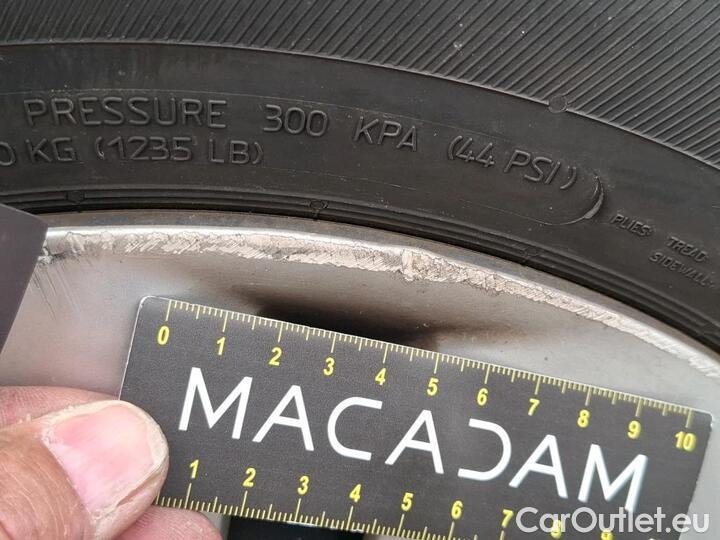 PRESSURE 300 KPA (44 PSI)
0 KG (1235 LB)
PLIES: TREAD
SIDEWALL
0 1 2 3 4 5 6 7 8 9 10
MACADAM
1 2 3 4 5 6 7 8
CarOutlet.eu